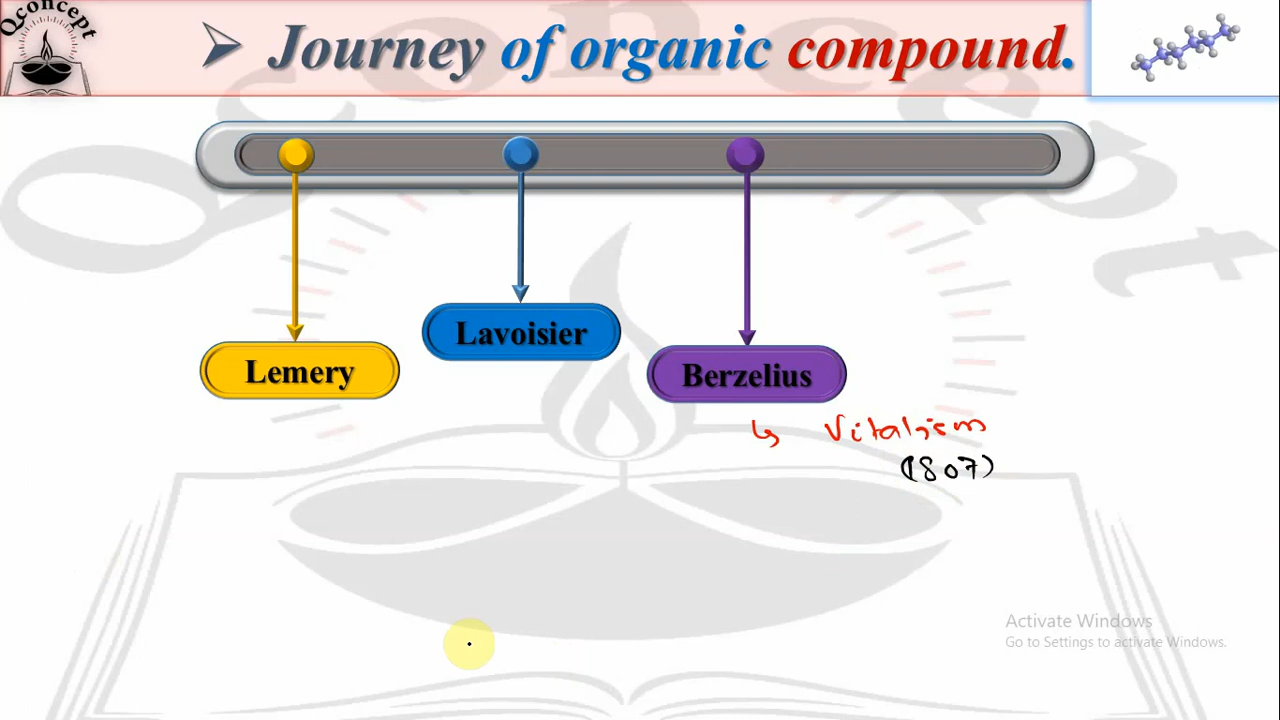 Qconcept
➢ Journey of organic compound.
Lemery
Lavoisier
Berzelius
↳ Vitalism
(1807)
Activate Windows
Go to Settings to activate Windows.